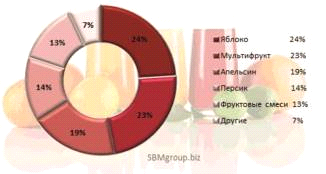 7%
24%
13%
14%
19%
23%
Яблоко 24%
Мультифрукт 23%
Апельсин 19%
Персик 14%
Фруктовые смеси 13%
Другие 7%
SBMgroup.biz